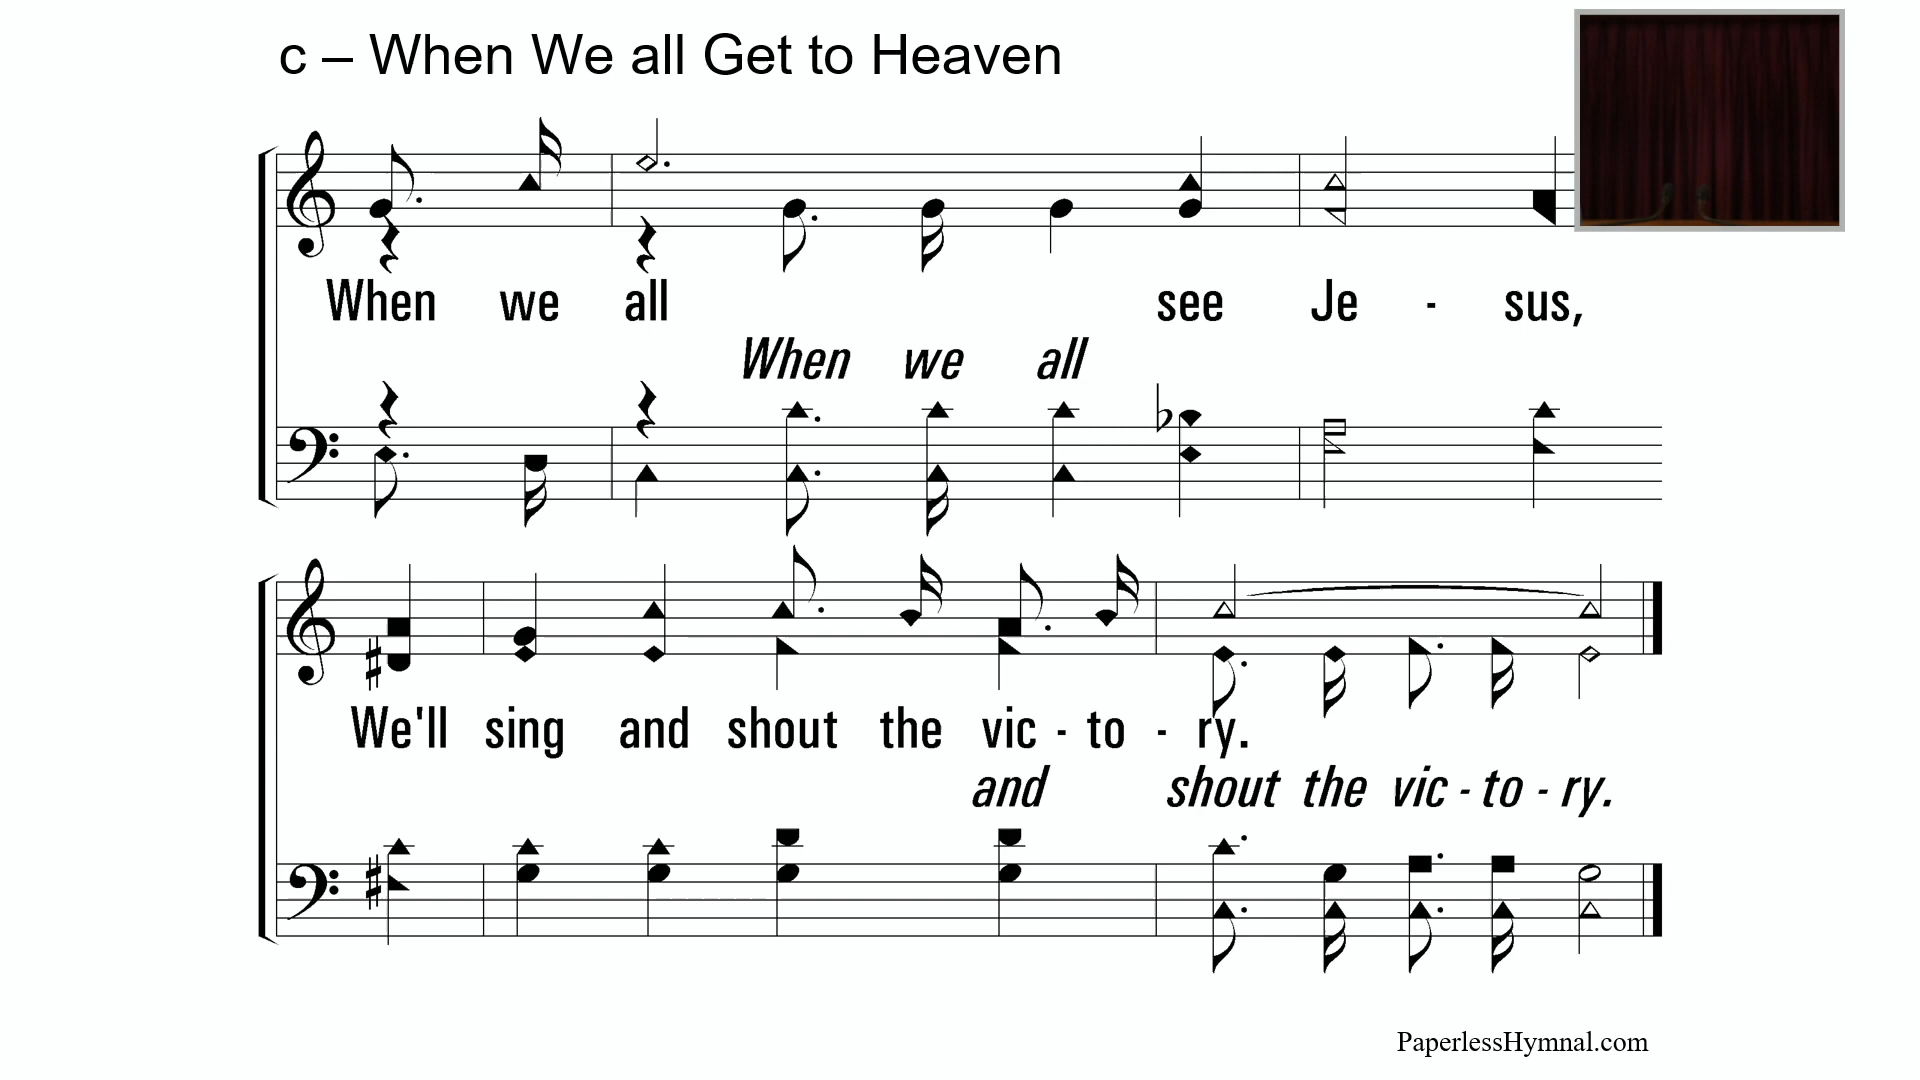 c – When We all Get to Heaven
When we all see Je - sus,
When we all
We'll sing and shout the vic - to - ry.
and shout the vic - to - ry.
PaperlessHymnal.com